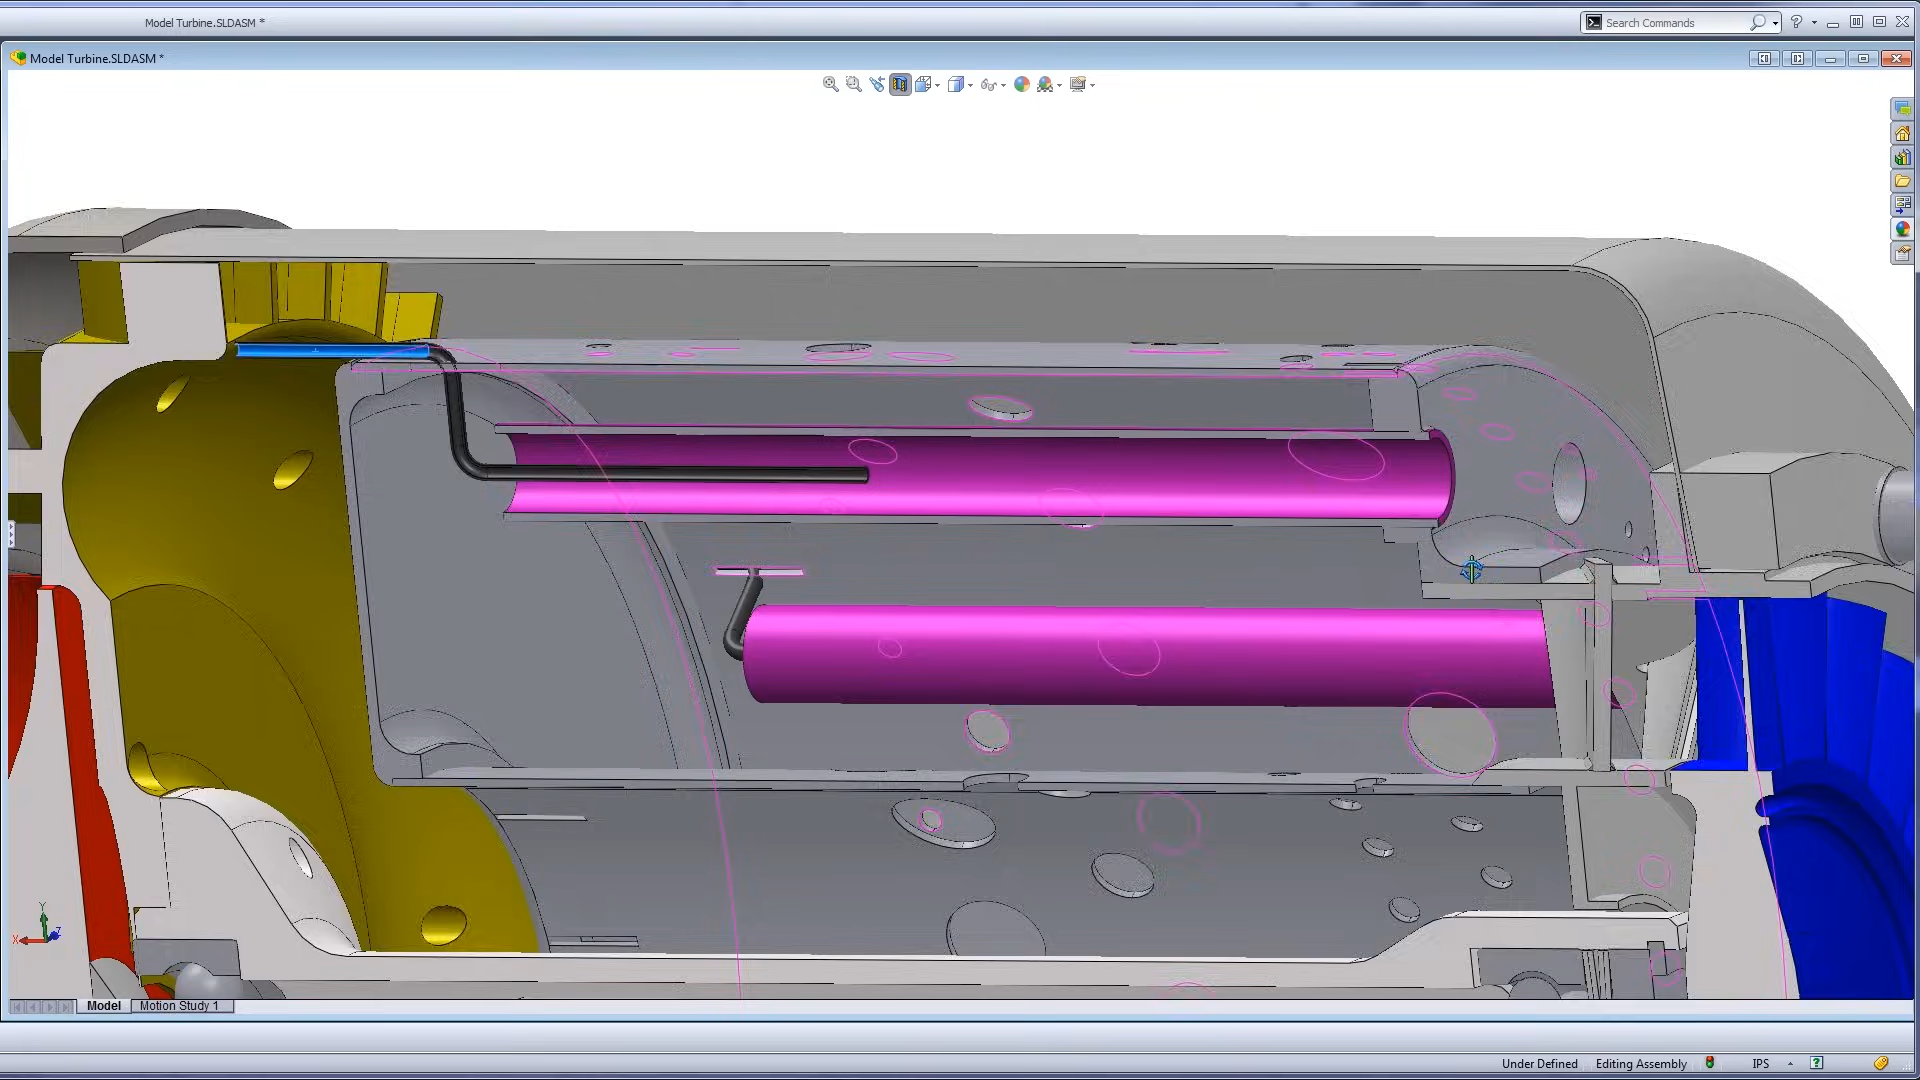 Model Turbine.SLDASM *
Search Commands
Model Turbine.SLDASM *
Y
X
Z
Model
Motion Study 1
Under Defined
Editing Assembly
IPS